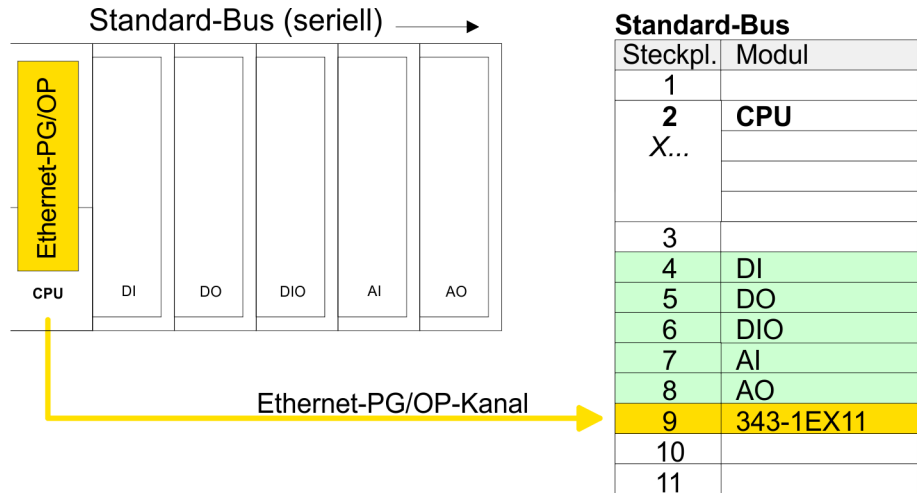 Standard-Bus (seriell)
Ethernet-PG/OP
CPU
DI
DO
DIO
AI
AO
Ethernet-PG/OP-Kanal
Standard-Bus
Steckpl. Modul
1
2 CPU
X...
3
4 DI
5 DO
6 DIO
7 AI
8 AO
9 343-1EX11
10
11